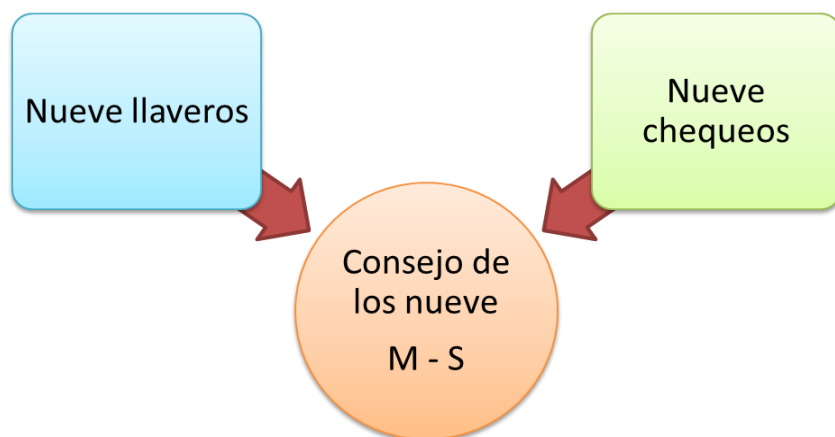 Nueve llaveros
Nueve
chequeos
Consejo de
los nueve
M - S